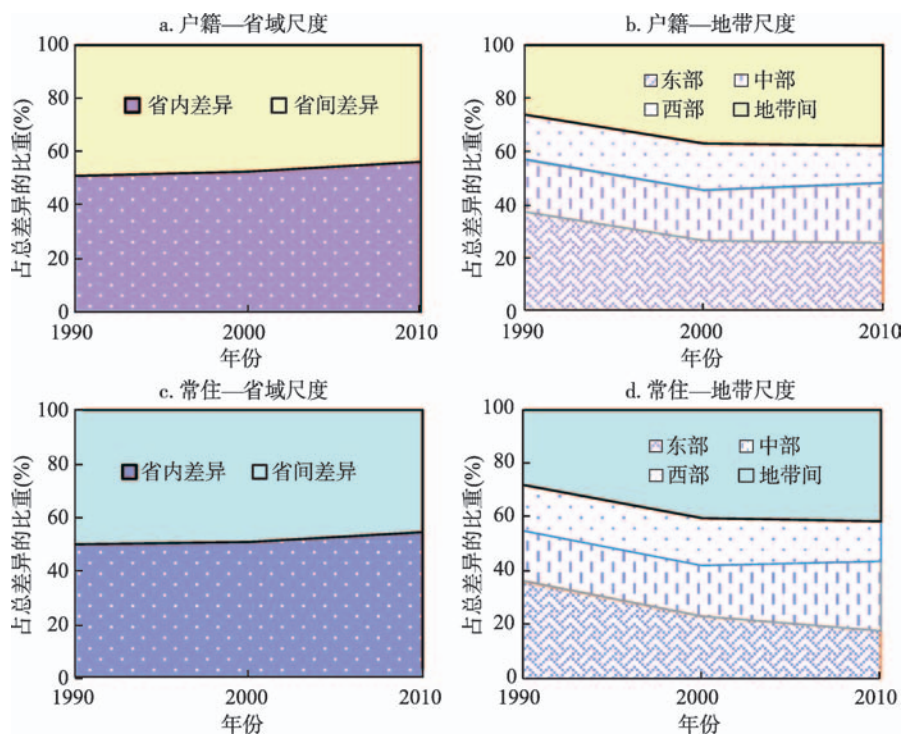 a. 户籍—省域尺度
占总差异的比重(%)
100
80
60
40
20
0
省内差异 省间差异
1990 2000 2010
年份
b. 户籍—地带尺度
占总差异的比重(%)
100
80
60
40
20
0
东部 中部
西部 地带间
1990 2000 2010
年份
c. 常住—省域尺度
占总差异的比重(%)
100
80
60
40
20
0
省内差异 省间差异
1990 2000 2010
年份
d. 常住—地带尺度
占总差异的比重(%)
100
80
60
40
20
0
东部 中部
西部 地带间
1990 2000 2010
年份